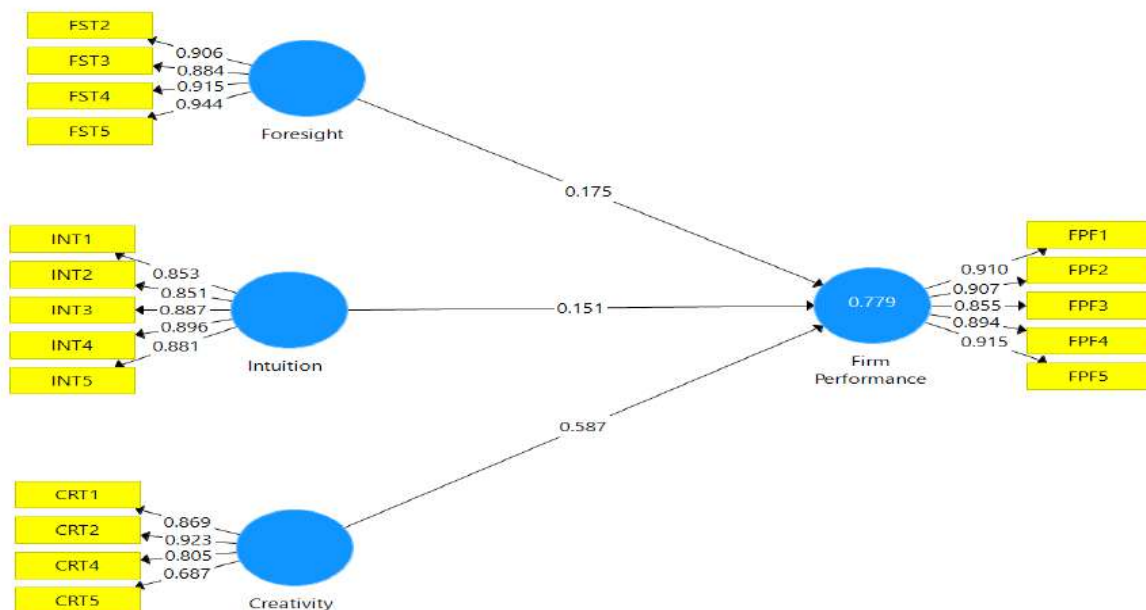 FST2
FST3
FST4
FST5
0.906
0.884
0.915
0.944
Foresight
0.175
INT1
INT2
INT3
INT4
INT5
0.853
0.851
0.887
0.896
0.881
Intuition
0.151
CRT1
CRT2
CRT4
CRT5
0.869
0.923
0.805
0.687
Creativity
0.587
0.779
Firm
Performance
0.910
0.907
0.855
0.894
0.915
FPF1
FPF2
FPF3
FPF4
FPF5